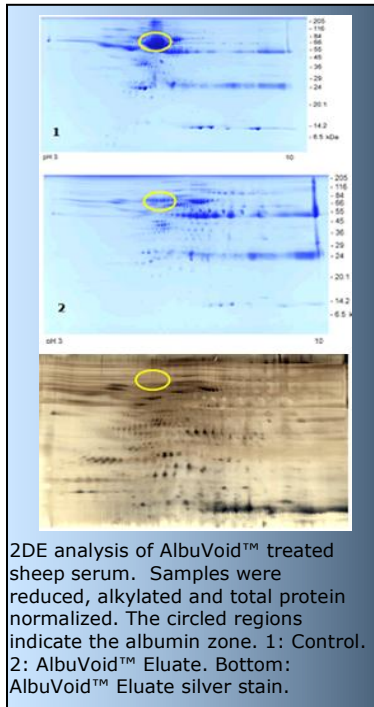 - 205
- 116
- 84
- 66
- 55
- 45
- 36
- 29
- 24
- 20.1
- 14.2
- 6.5 kDa
1
pH 3 10
- 205
- 116
- 84
- 66
- 55
- 45
- 36
- 29
- 24
- 20.1
- 14.2
- 6.5 k
2
pH 3 10
2DE analysis of AlbuVoid™ treated
sheep serum. Samples were
reduced, alkylated and total protein
normalized. The circled regions
indicate the albumin zone. 1: Control.
2: AlbuVoid™ Eluate. Bottom:
AlbuVoid™ Eluate silver stain.